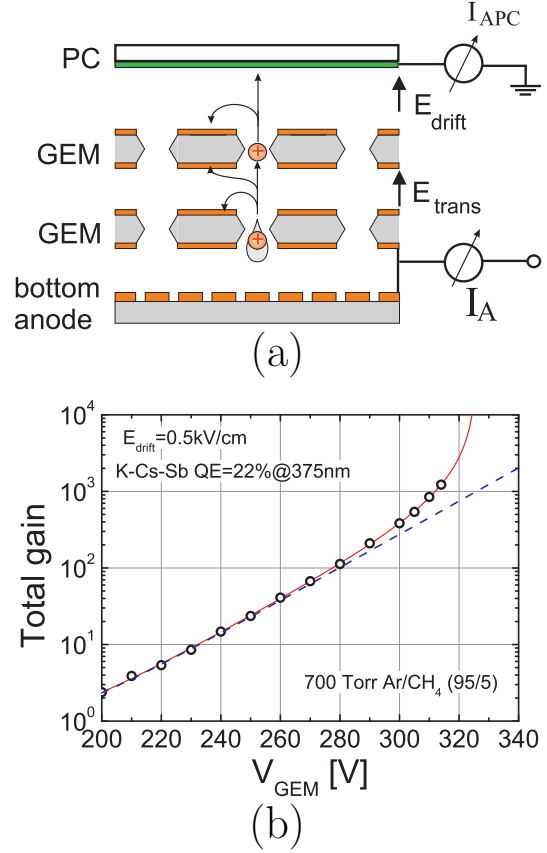 I_APC
PC
E_drift
GEM
+
E_trans
GEM
+
bottom
anode
I_A
(a)
10^4
E_drift=0.5kV/cm
K-Cs-Sb QE=22%@375nm
10^3
10^2
Total gain
10^1
700 Torr Ar/CH_4 (95/5)
10^0
200 220 240 260 280 300 320 340
V_GEM [V]
(b)